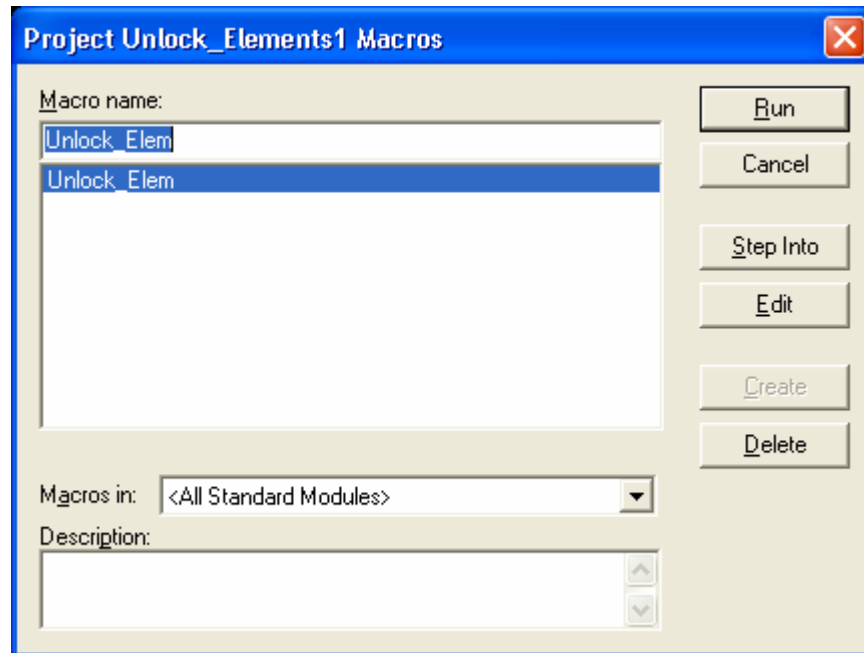 Project Unlock_Elements1 Macros
Macro name:
Unlock_Elem
Unlock_Elem
Run
Cancel
Step Into
Edit
Create
Delete
Macros in: <All Standard Modules>
Description: